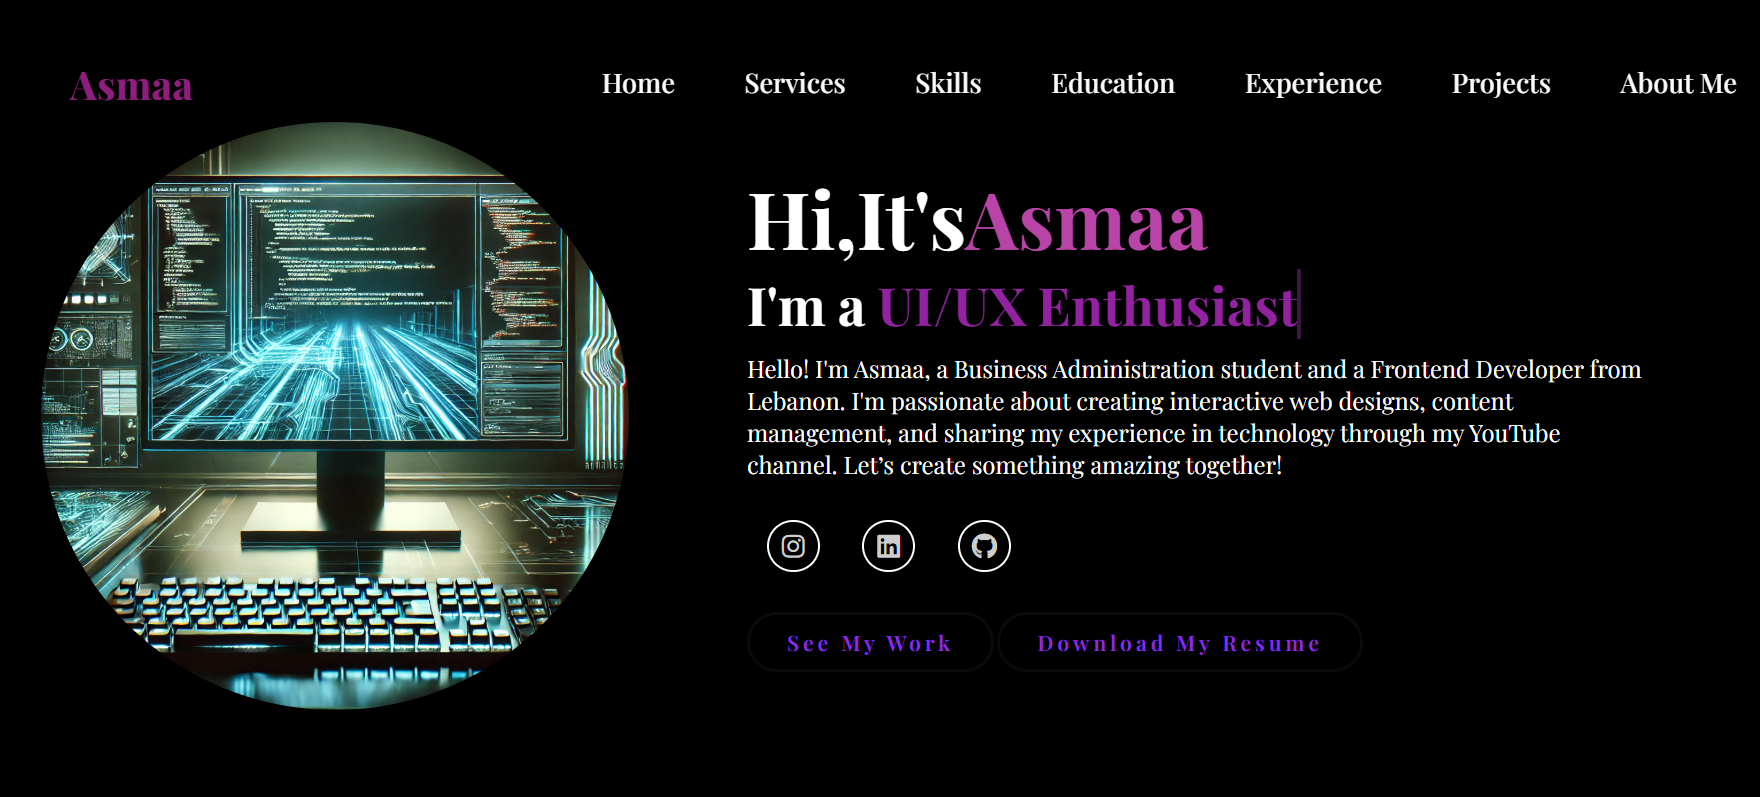 Asmaa
Home Services Skills Education Experience Projects About Me
Hi,It'sAsmaa
I'm a UI/UX Enthusiast
Hello! I'm Asmaa, a Business Administration student and a Frontend Developer from
Lebanon. I'm passionate about creating interactive web designs, content
management, and sharing my experience in technology through my YouTube
channel. Let’s create something amazing together!
See My Work Download My Resume